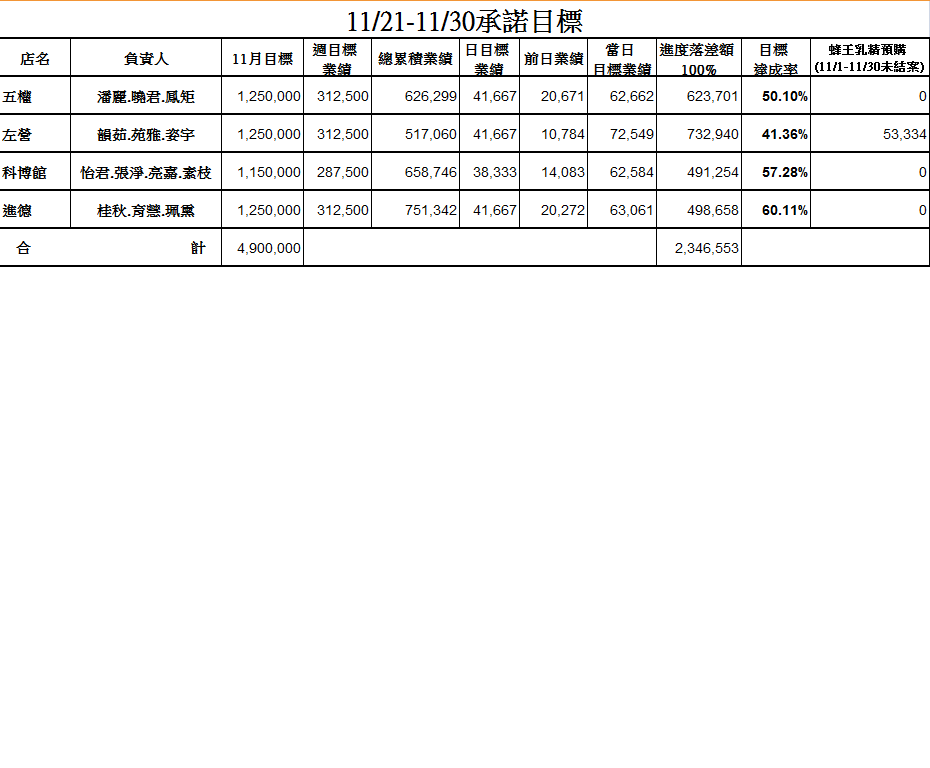 11/21-11/30承諾目標
店名 負責人 11月目標 週目標 業績 總累積業績 日目標 業績 前日業績 當日 目標業績 進度落差額 100% 目標 達成率 蜂王乳精預購 (11/1-11/30未結案)
五權 潘麗.曉君.鳳矩 1,250,000 312,500 626,299 41,667 20,671 62,662 623,701 50.10% 0
左營 韻茹.苑雅.姿宇 1,250,000 312,500 517,060 41,667 10,784 72,549 732,940 41.36% 53,334
科博館 怡君.張淨.亮嘉.素枝 1,150,000 287,500 658,746 38,333 14,083 62,584 491,254 57.28% 0
進德 桂秋.育慧.珮黛 1,250,000 312,500 751,342 41,667 20,272 63,061 498,658 60.11% 0
合 計 4,900,000 2,346,553